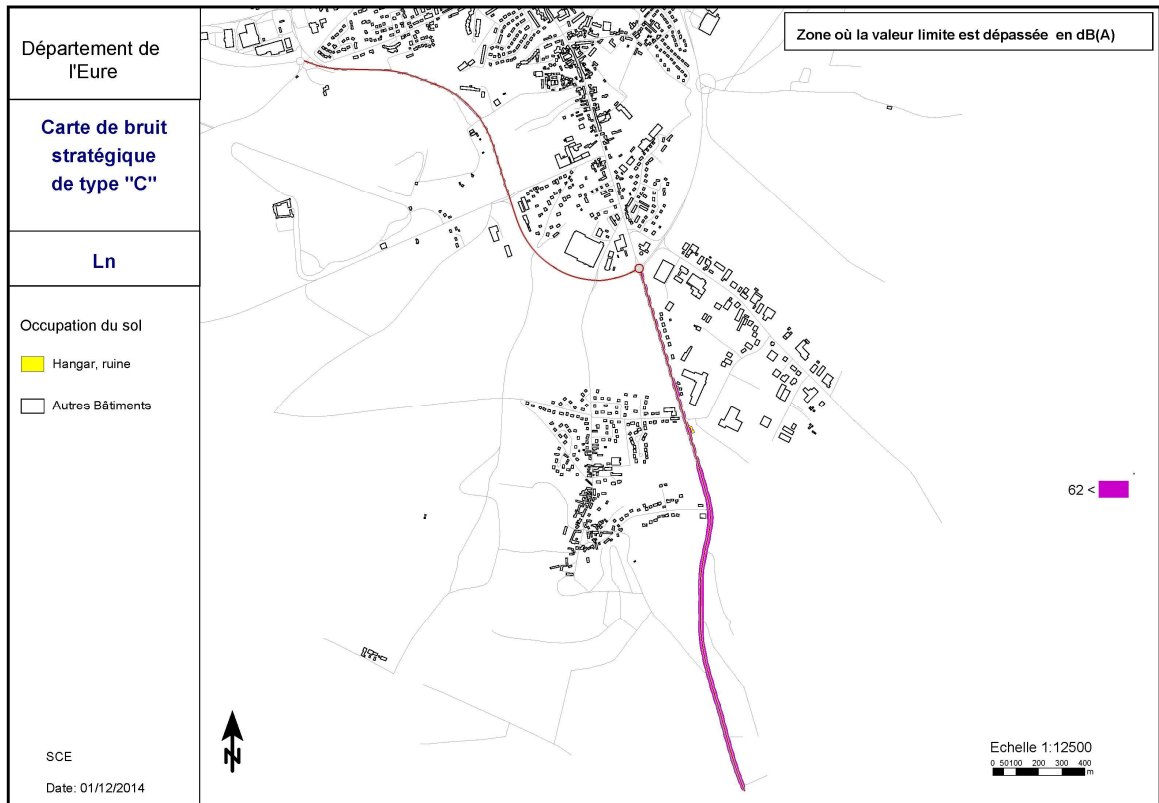 Département de
l'Eure
Carte de bruit
stratégique
de type "C"
Ln
Occupation du sol
Hangar, ruine
Autres Bâtiments
SCE
Date: 01/12/2014
Zone où la valeur limite est dépassée en dB(A)
62 <
N
Echelle 1:12500
0 50100 200 300 400
m